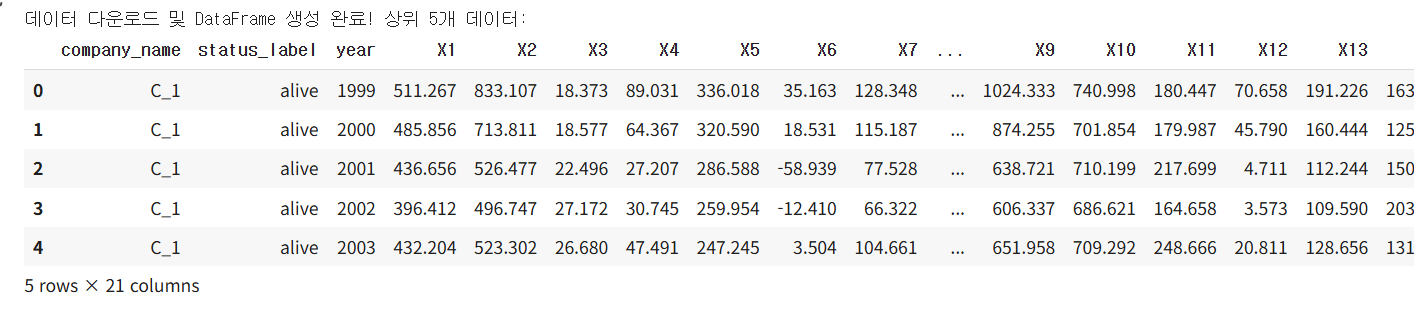 데이터 다운로드 및 DataFrame 생성 완료! 상위 5개 데이터:
company_name status_label year X1 X2 X3 X4 X5 X6 X7 ... X9 X10 X11 X12 X13
0 C_1 alive 1999 511.267 833.107 18.373 89.031 336.018 35.163 128.348 ... 1024.333 740.998 180.447 70.658 191.226 163
1 C_1 alive 2000 485.856 713.811 18.577 64.367 320.590 18.531 115.187 ... 874.255 701.854 179.987 45.790 160.444 125
2 C_1 alive 2001 436.656 526.477 22.496 27.207 286.588 -58.939 77.528 ... 638.721 710.199 217.699 4.711 112.244 150
3 C_1 alive 2002 396.412 496.747 27.172 30.745 259.954 -12.410 66.322 ... 606.337 686.621 164.658 3.573 109.590 203
4 C_1 alive 2003 432.204 523.302 26.680 47.491 247.245 3.504 104.661 ... 651.958 709.292 248.666 20.811 128.656 131
5 rows × 21 columns